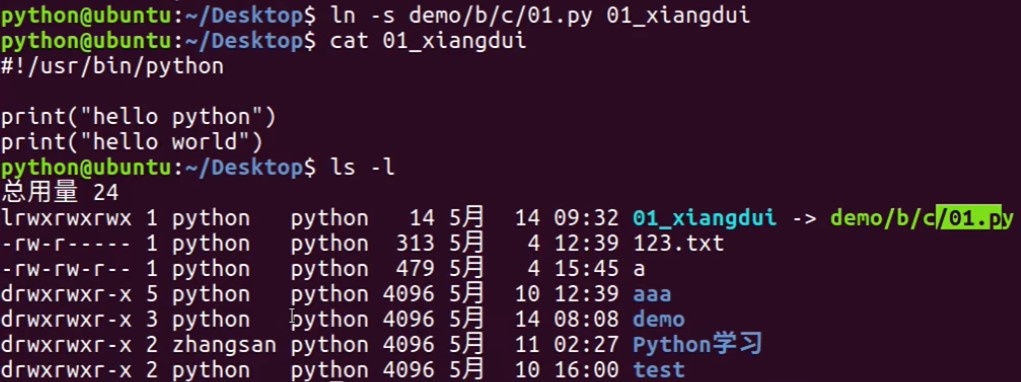 python@ubuntu:~/Desktop$ ln -s demo/b/c/01.py 01_xiangdui
python@ubuntu:~/Desktop$ cat 01_xiangdui
#!/usr/bin/python
print("hello python")
print("hello world")
python@ubuntu:~/Desktop$ ls -l
总用量 24
lrwxrwxrwx 1 python   python   14 5月  14 09:32 01_xiangdui -> demo/b/c/01.py
-rw-r----- 1 python   python  313 5月   4 12:39 123.txt
-rw-rw-r-- 1 python   python  479 5月   4 15:45 a
drwxrwxr-x 5 python   python 4096 5月  10 12:39 aaa
drwxrwxr-x 3 python   python 4096 5月  14 08:08 demo
drwxrwxr-x 2 zhangsan python 4096 5月  11 02:27 Python学习
drwxrwxr-x 2 python   python 4096 5月  10 16:00 test